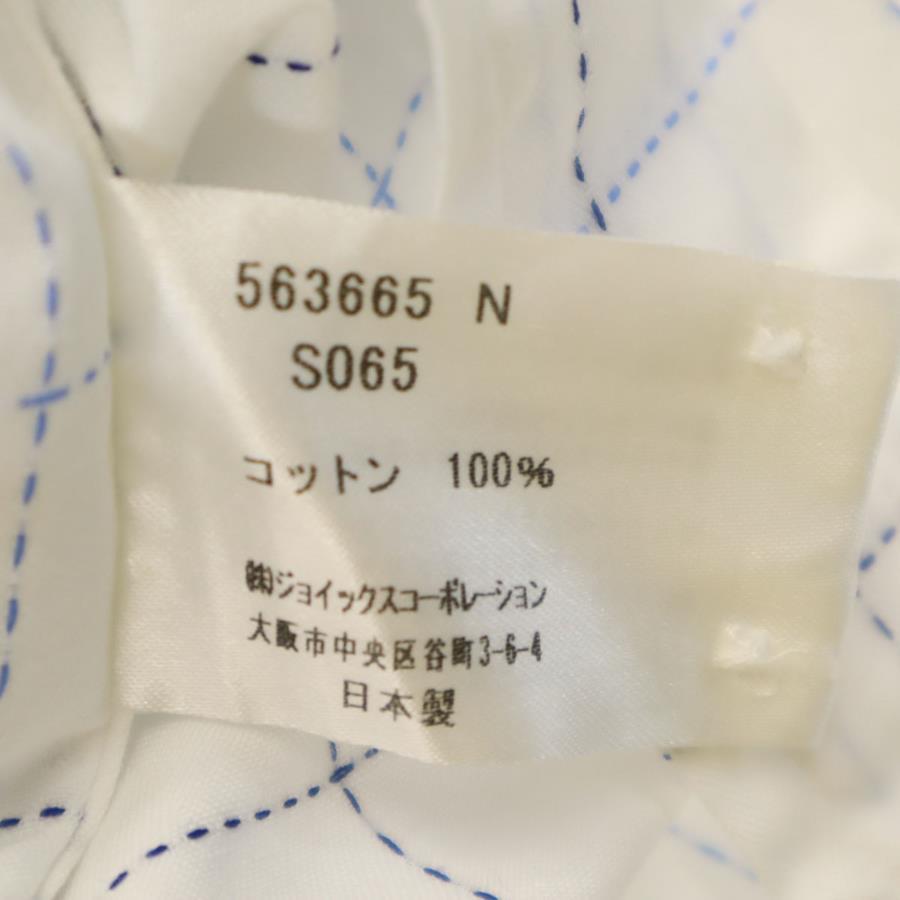 563665 N
S065
コットン 100%
㈱ジョイックスコーポレーション
大阪市中央区谷町3-6-4
日本製